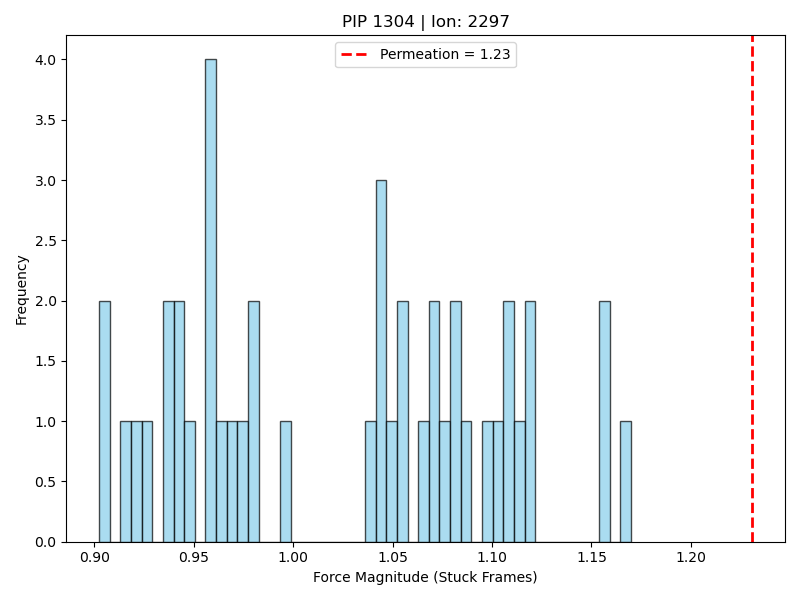 PIP 1304 | Ion: 2297
Permeation = 1.23
Frequency
4.0
3.5
3.0
2.5
2.0
1.5
1.0
0.5
0.0
0.90 0.95 1.00 1.05 1.10 1.15 1.20
Force Magnitude (Stuck Frames)